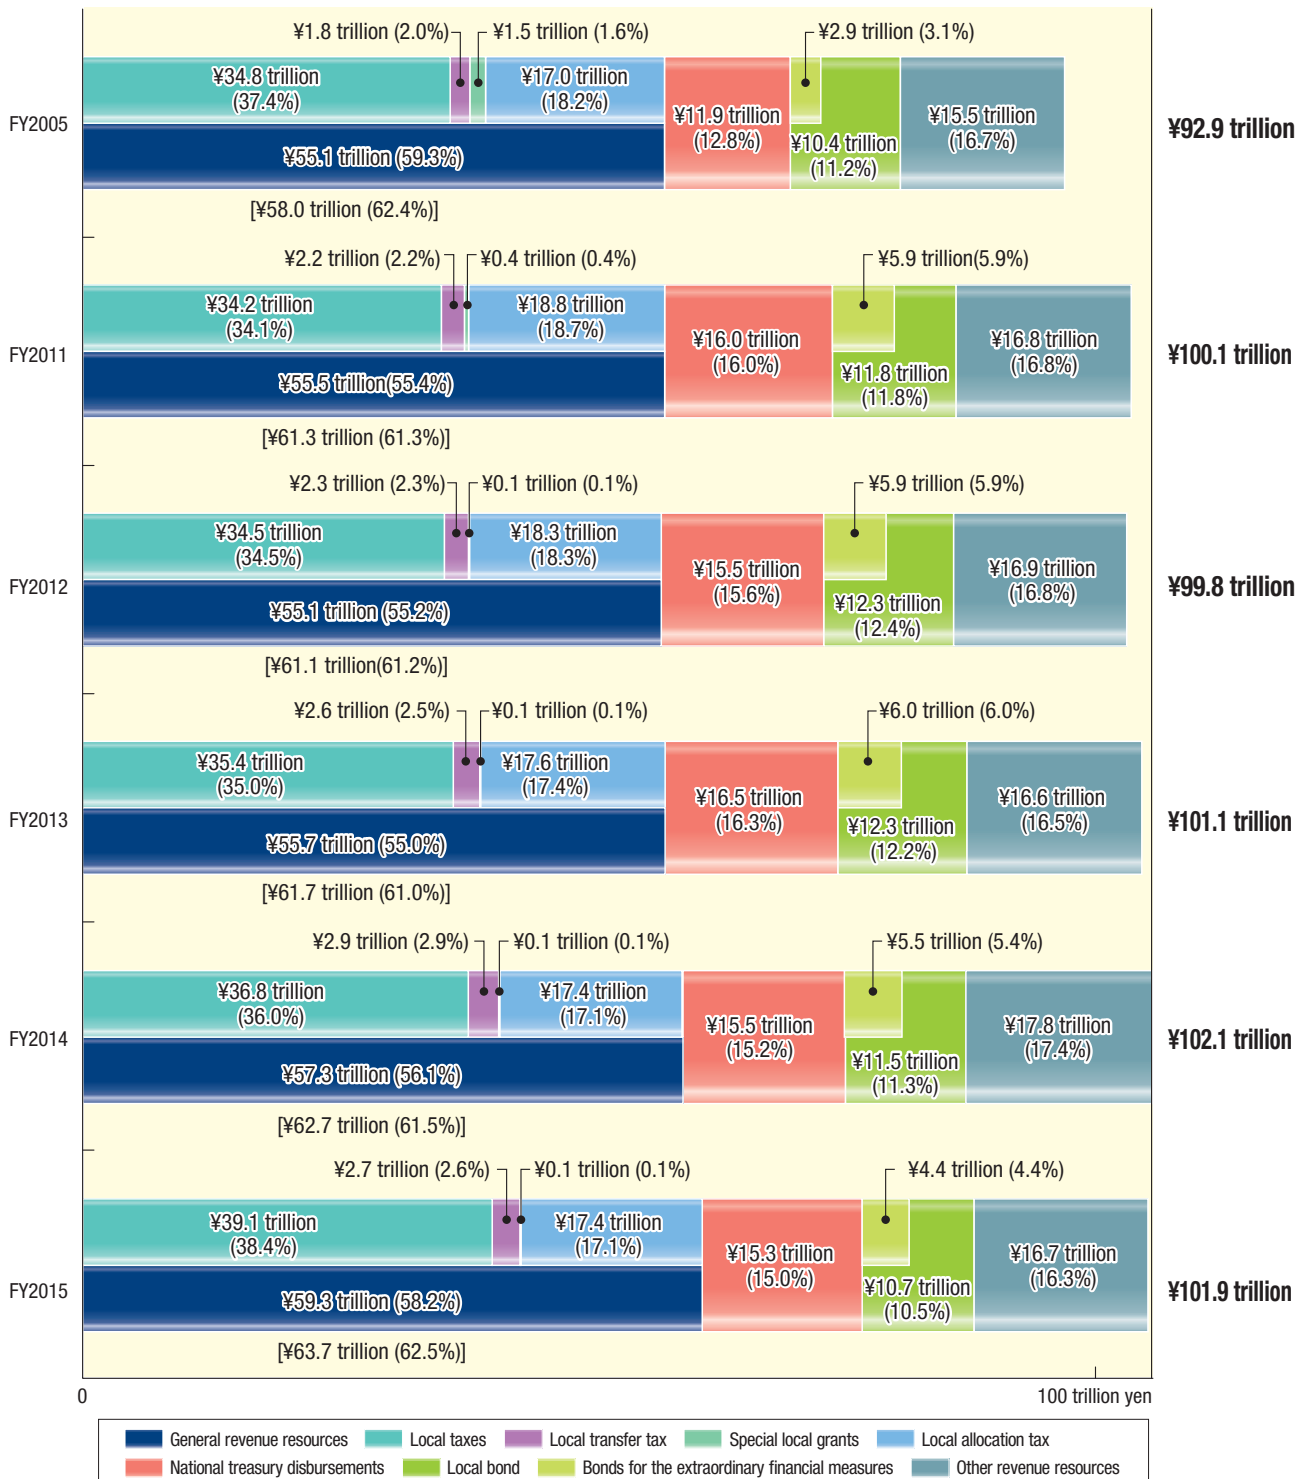 ¥1.8 trillion (2.0%)
¥1.5 trillion (1.6%)
¥2.9 trillion (3.1%)
FY2005
¥34.8 trillion
(37.4%)
¥17.0 trillion
(18.2%)
¥11.9 trillion
(12.8%)
¥10.4 trillion
(11.2%)
¥15.5 trillion
(16.7%)
¥92.9 trillion
¥55.1 trillion (59.3%)
[¥58.0 trillion (62.4%)]
¥2.2 trillion (2.2%)
¥0.4 trillion (0.4%)
¥5.9 trillion(5.9%)
FY2011
¥34.2 trillion
(34.1%)
¥18.8 trillion
(18.7%)
¥16.0 trillion
(16.0%)
¥11.8 trillion
(11.8%)
¥16.8 trillion
(16.8%)
¥100.1 trillion
¥55.5 trillion(55.4%)
[¥61.3 trillion (61.3%)]
¥2.3 trillion (2.3%)
¥0.1 trillion (0.1%)
¥5.9 trillion (5.9%)
FY2012
¥34.5 trillion
(34.5%)
¥18.3 trillion
(18.3%)
¥15.5 trillion
(15.6%)
¥12.3 trillion
(12.4%)
¥16.9 trillion
(16.8%)
¥99.8 trillion
¥55.1 trillion (55.2%)
[¥61.1 trillion(61.2%)]
¥2.6 trillion (2.5%)
¥0.1 trillion (0.1%)
¥6.0 trillion (6.0%)
FY2013
¥35.4 trillion
(35.0%)
¥17.6 trillion
(17.4%)
¥16.5 trillion
(16.3%)
¥12.3 trillion
(12.2%)
¥16.6 trillion
(16.5%)
¥101.1 trillion
¥55.7 trillion (55.0%)
[¥61.7 trillion (61.0%)]
¥2.9 trillion (2.9%)
¥0.1 trillion (0.1%)
¥5.5 trillion (5.4%)
FY2014
¥36.8 trillion
(36.0%)
¥17.4 trillion
(17.1%)
¥15.5 trillion
(15.2%)
¥11.5 trillion
(11.3%)
¥17.8 trillion
(17.4%)
¥102.1 trillion
¥57.3 trillion (56.1%)
[¥62.7 trillion (61.5%)]
¥2.7 trillion (2.6%)
¥0.1 trillion (0.1%)
¥4.4 trillion (4.4%)
FY2015
¥39.1 trillion
(38.4%)
¥17.4 trillion
(17.1%)
¥15.3 trillion
(15.0%)
¥10.7 trillion
(10.5%)
¥16.7 trillion
(16.3%)
¥101.9 trillion
¥59.3 trillion (58.2%)
[¥63.7 trillion (62.5%)]
0
100 trillion yen
General revenue resources
Local taxes
Local transfer tax
Special local grants
Local allocation tax
National treasury disbursements
Local bond
Bonds for the extraordinary financial measures
Other revenue resources